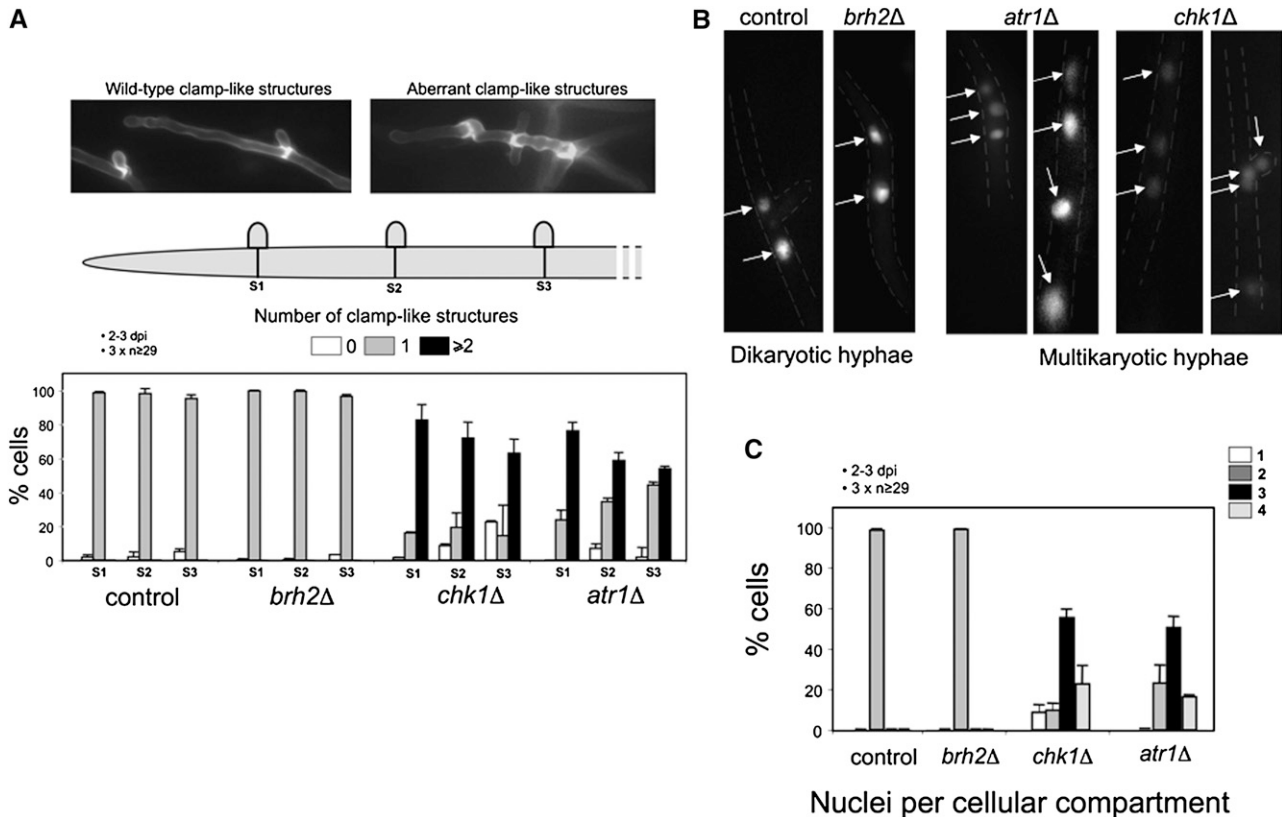 A
Wild-type clamp-like structures
Aberrant clamp-like structures
S1 S2 S3
Number of clamp-like structures
• 2-3 dpi
• 3 x n≥29
0 1 ⩾2
% cells
100
80
60
40
20
0
S1 S2 S3 S1 S2 S3 S1 S2 S3 S1 S2 S3
control brh2Δ chk1Δ atr1Δ
B
control brh2Δ atr1Δ chk1Δ
Dikaryotic hyphae
Multikaryotic hyphae
C
• 2-3 dpi
• 3 x n≥29
1
2
3
4
% cells
100
80
60
40
20
0
control brh2Δ chk1Δ atr1Δ
Nuclei per cellular compartment